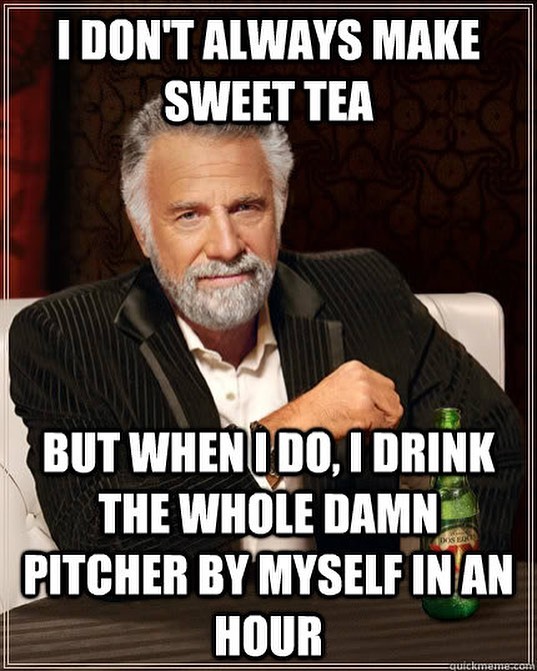 I DON'T ALWAYS MAKE
SWEET TEA
BUT WHEN I DO, I DRINK
THE WHOLE DAMN
PITCHER BY MYSELF IN AN
HOUR
DOS EQUIS
quickmeme.com